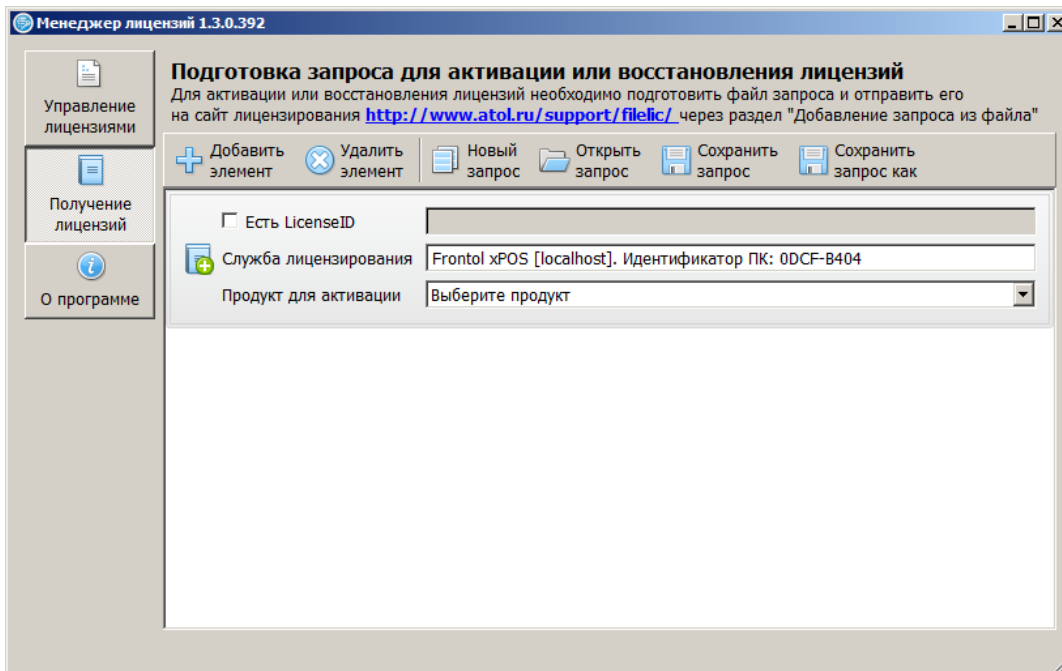 Менеджер лицензий 1.3.0.392
Управление
лицензиями
Получение
лицензий
О программе
Подготовка запроса для активации или восстановления лицензий
Для активации или восстановления лицензий необходимо подготовить файл запроса и отправить его
на сайт лицензирования http://www.atol.ru/support/filelic/ через раздел "Добавление запроса из файла"
Добавить
элемент
Удалить
элемент
Новый
запрос
Открыть
запрос
Сохранить
запрос
Сохранить
запрос как
Есть LicenseID
Служба лицензирования Frontol xPOS [localhost]. Идентификатор ПК: 0DCF-B404
Продукт для активации Выберите продукт